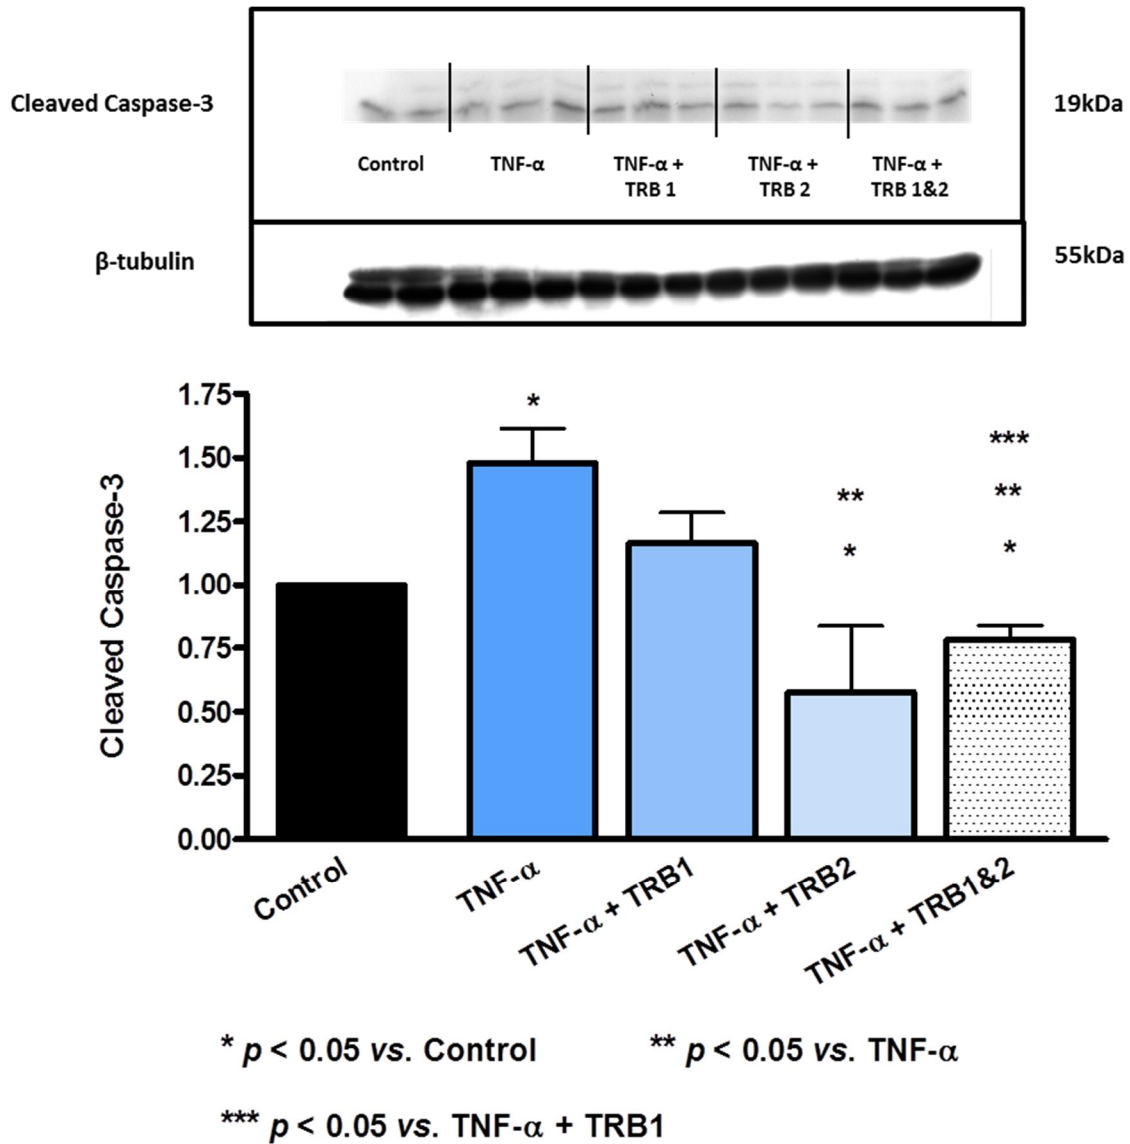 Cleaved Caspase-3
19kDa
Control
TNF-α
TNF-α +
TRB 1
TNF-α +
TRB 2
TNF-α +
TRB 1&2
β-tubulin
55kDa
1.75
1.50
1.25
1.00
0.75
0.50
0.25
0.00
Cleaved Caspase-3
*
**
*
***
**
*
Control
TNF-α
TNF-α + TRB1
TNF-α + TRB2
TNF-α + TRB1&2
* p < 0.05 vs. Control
** p < 0.05 vs. TNF-α
*** p < 0.05 vs. TNF-α + TRB1